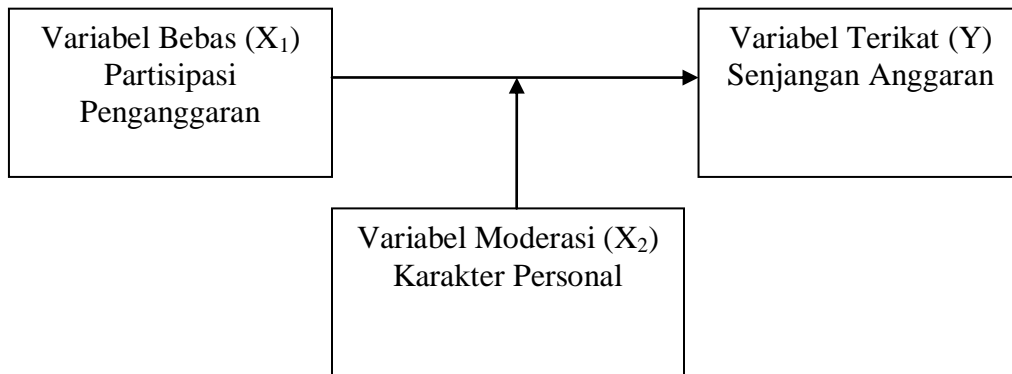 Variabel Bebas (X₁)
Partisipasi
Penganggaran
Variabel Terikat (Y)
Senjangan Anggaran
Variabel Moderasi (X₂)
Karakter Personal